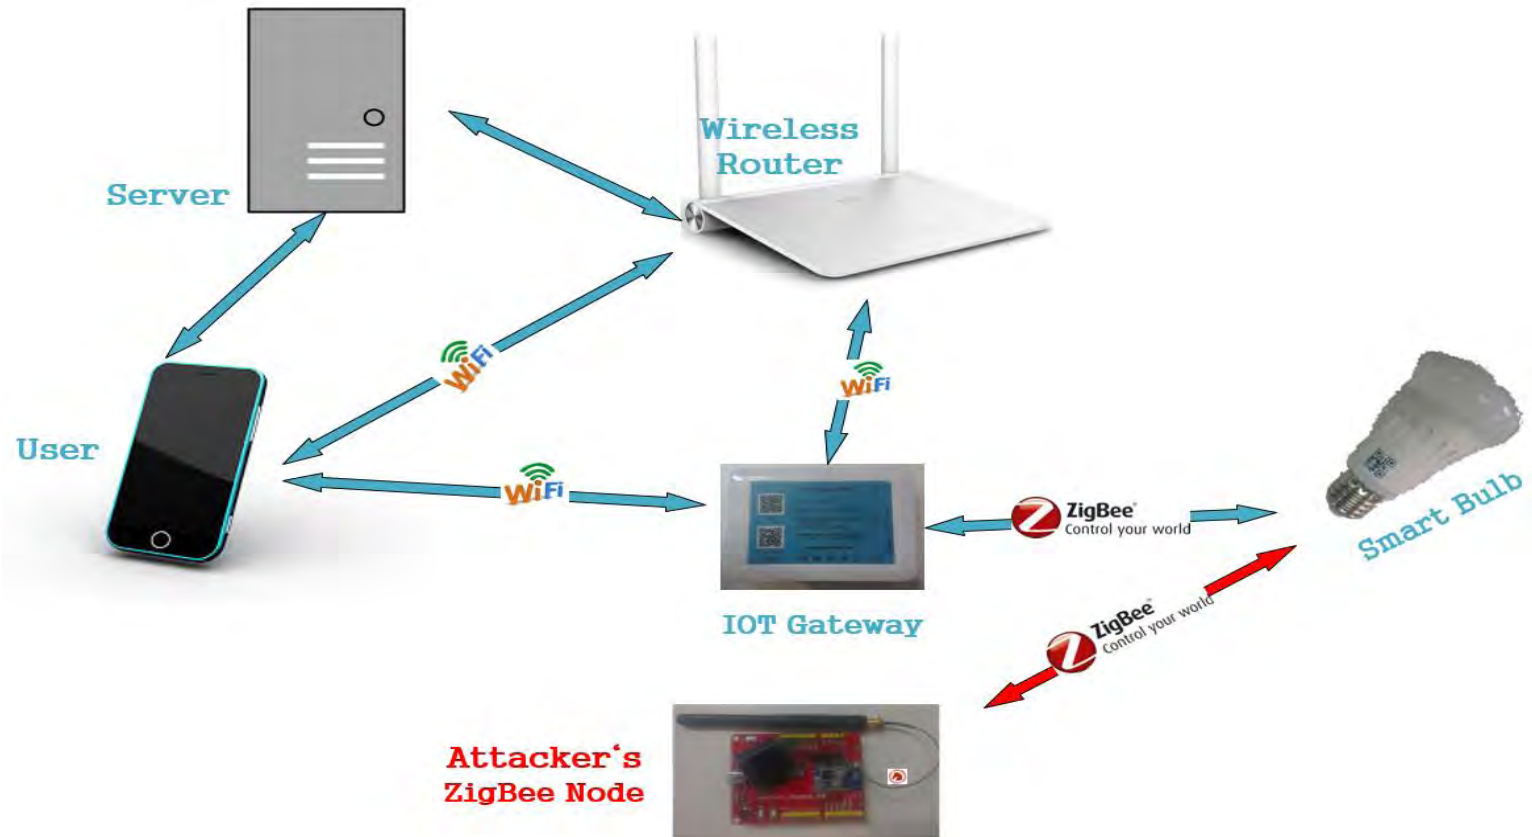 Server
Wireless
Router
WiFi
WiFi
User
WiFi
ZigBee
Control your world
Smart Bulb
IOT Gateway
ZigBee
Control your world
Attacker‘s
ZigBee Node